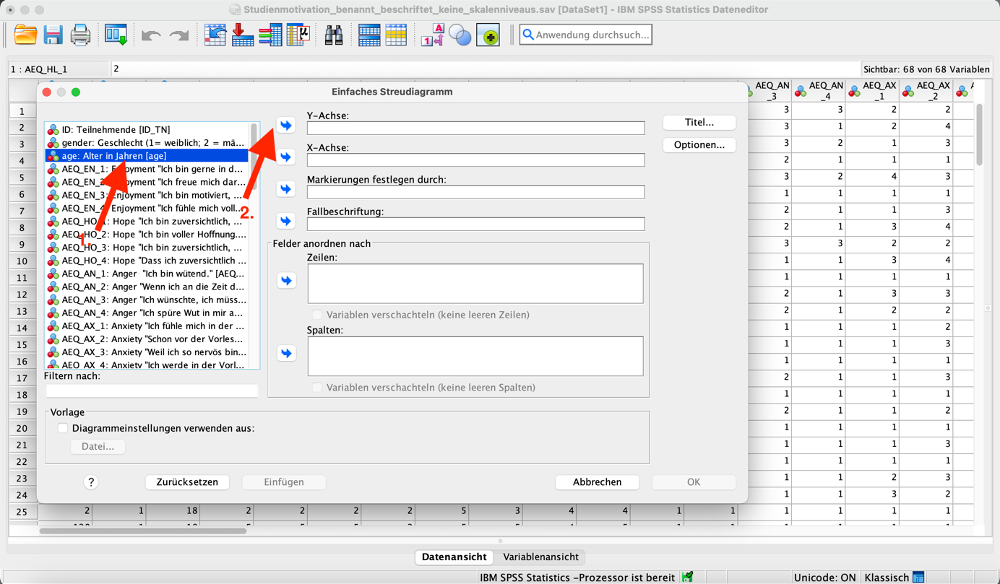 Studienmotivation_benannt_beschriftet_keine_skalenniveaus.sav [DataSet1] - IBM SPSS Statistics Dateneditor
Anwendung durchsuch...
1 : AEQ_HL_1 2 Sichtbar: 68 von 68 Variablen
AEQ_AN_3 AEQ_AN_4 AEQ_AX_1 AEQ_AX_2
Einfaches Streudiagramm
ID: Teilnehmende [ID_TN]
gender: Geschlecht (1= weiblich; 2 = mä...
age: Alter in Jahren [age]
AEQ_EN_1: Enjoyment "Ich bin gerne in d...
AEQ_EN_2: Enjoyment "Ich freue mich dar...
AEQ_EN_3: Enjoyment "Ich bin motiviert, ...
AEQ_EN_4: Enjoyment "Ich fühle mich voll...
AEQ_HO_1: Hope "Ich bin zuversichtlich, ...
AEQ_HO_2: Hope "Ich bin voller Hoffnung....
AEQ_HO_3: Hope "Ich bin zuversichtlich, ...
AEQ_HO_4: Hope "Dass ich zuversichtlich ...
AEQ_AN_1: Anger "Ich bin wütend." [AEQ...
AEQ_AN_2: Anger "Wenn ich an die Zeit d...
AEQ_AN_3: Anger "Ich wünschte, ich müss...
AEQ_AN_4: Anger "Ich spüre Wut in mir a...
AEQ_AX_1: Anxiety "Ich fühle mich in der ...
AEQ_AX_2: Anxiety "Schon vor der Vorles...
AEQ_AX_3: Anxiety "Weil ich so nervös bin...
AEQ_AX_4: Anxiety "Ich werde in der Vorl...
1.
2.
Filtern nach:
Y-Achse:
X-Achse:
Markierungen festlegen durch:
Fallbeschriftung:
Felder anordnen nach
Zeilen:
Variablen verschachteln (keine leeren Zeilen)
Spalten:
Variablen verschachteln (keine leeren Spalten)
Titel...
Optionen...
Vorlage
Diagrammeinstellungen verwenden aus:
Datei...
? Zurücksetzen Einfügen Abbrechen OK
1 3 3 2 2
2 3 1 2 4
3 3 2 1 3
4 2 1 1 1
5 3 2 4 3
6 1 1 1 1
7 2 1 1 3
8 2 1 3 4
9 3 3 2 2
10 1 1 3 4
11 1 1 1 1
12 2 1 3 3
13 2 1 2 2
14 1 1 1 2
15 1 1 1 3
16 1 1 1 1
17 2 1 1 3
18 1 1 1 1
19 2 1 1 2
20 1 1 1 1
21 1 1 1 3
22 1 1 1 1
23 1 1 2 3
24 1 1 3 2
25 2 1 18 2 2 2 2 5 3 4 4 1 1 1 1 1 1
Datenansicht Variablenansicht
IBM SPSS Statistics -Prozessor ist bereit Unicode: ON Klassisch